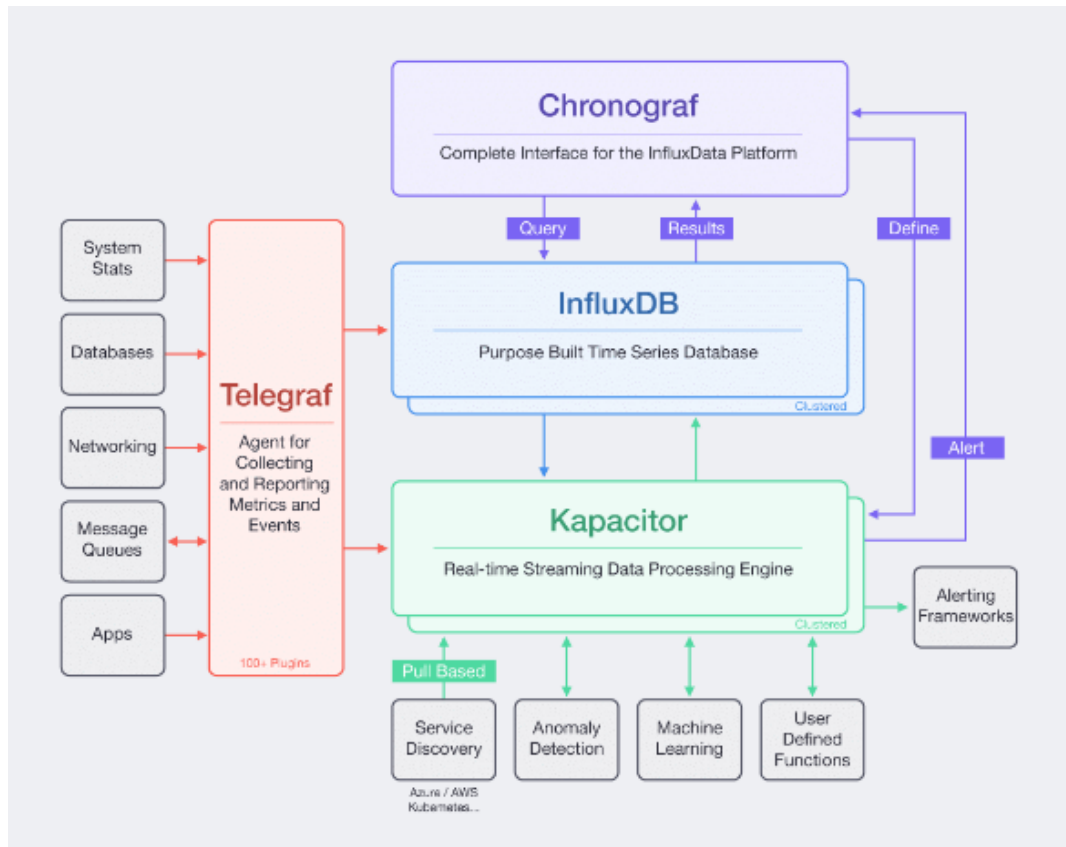 Chronograf
Complete Interface for the InfluxData Platform
Query
Results
Define
System
Stats
Databases
Networking
Message
Queues
Apps
Telegraf
Agent for
Collecting
and Reporting
Metrics and
Events
100+ Plugins
InfluxDB
Purpose Built Time Series Database
Clustered
Alert
Kapacitor
Real-time Streaming Data Processing Engine
Clustered
Alerting
Frameworks
Pull Based
Service
Discovery
Azure / AWS
Kubernetes...
Anomaly
Detection
Machine
Learning
User
Defined
Functions